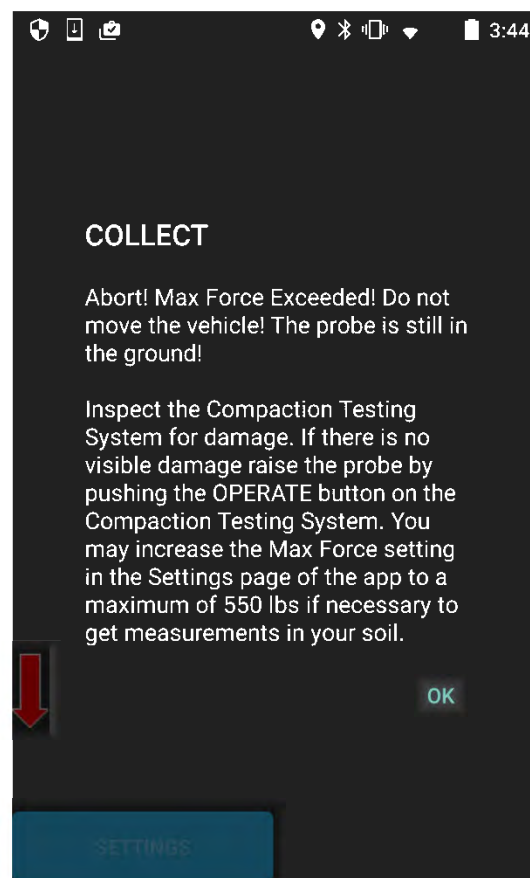 3:44
COLLECT
Abort! Max Force Exceeded! Do not
move the vehicle! The probe is still in
the ground!
Inspect the Compaction Testing
System for damage. If there is no
visible damage raise the probe by
pushing the OPERATE button on the
Compaction Testing System. You
may increase the Max Force setting
in the Settings page of the app to a
maximum of 550 lbs if necessary to
get measurements in your soil.
OK
SETTINGS